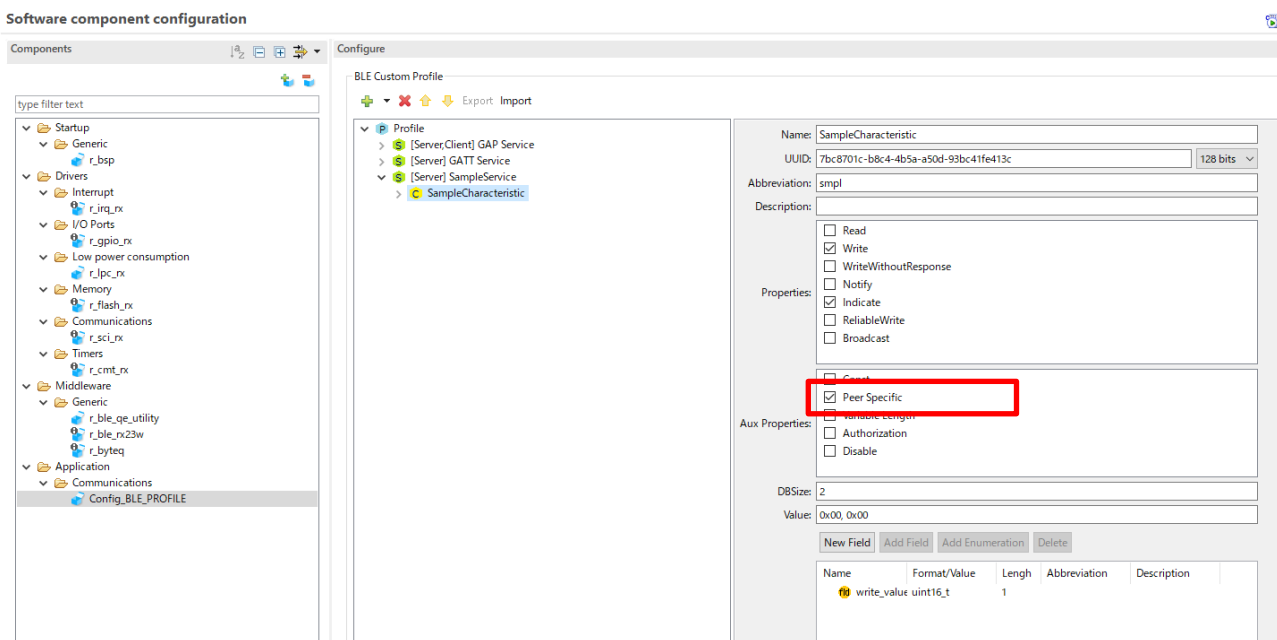 Software component configuration
Components
Configure
BLE Custom Profile
Export Import
type filter text
Startup
Generic
r_bsp
Drivers
Interrupt
r_irq_rx
I/O Ports
r_gpio_rx
Low power consumption
r_lpc_rx
Memory
r_flash_rx
Communications
r_sci_rx
Timers
r_cmt_rx
Middleware
Generic
r_ble_qe_utility
r_ble_rx23w
r_byteq
Application
Communications
Config_BLE_PROFILE
P Profile
S [Server,Client] GAP Service
S [Server] GATT Service
S [Server] SampleService
C SampleCharacteristic
Name: SampleCharacteristic
UUID: 7bc8701c-b8c4-4b5a-a50d-93bc41fe413c 128 bits
Abbreviation: smpl
Description:
Properties:
Read
Write
WriteWithoutResponse
Notify
Indicate
ReliableWrite
Broadcast
Aux Properties:
Const
Peer Specific
Variable Length
Authorization
Disable
DBSize: 2
Value: 0x00, 0x00
New Field Add Field Add Enumeration Delete
Name Format/Value Lengh Abbreviation Description
fld write_value uint16_t 1